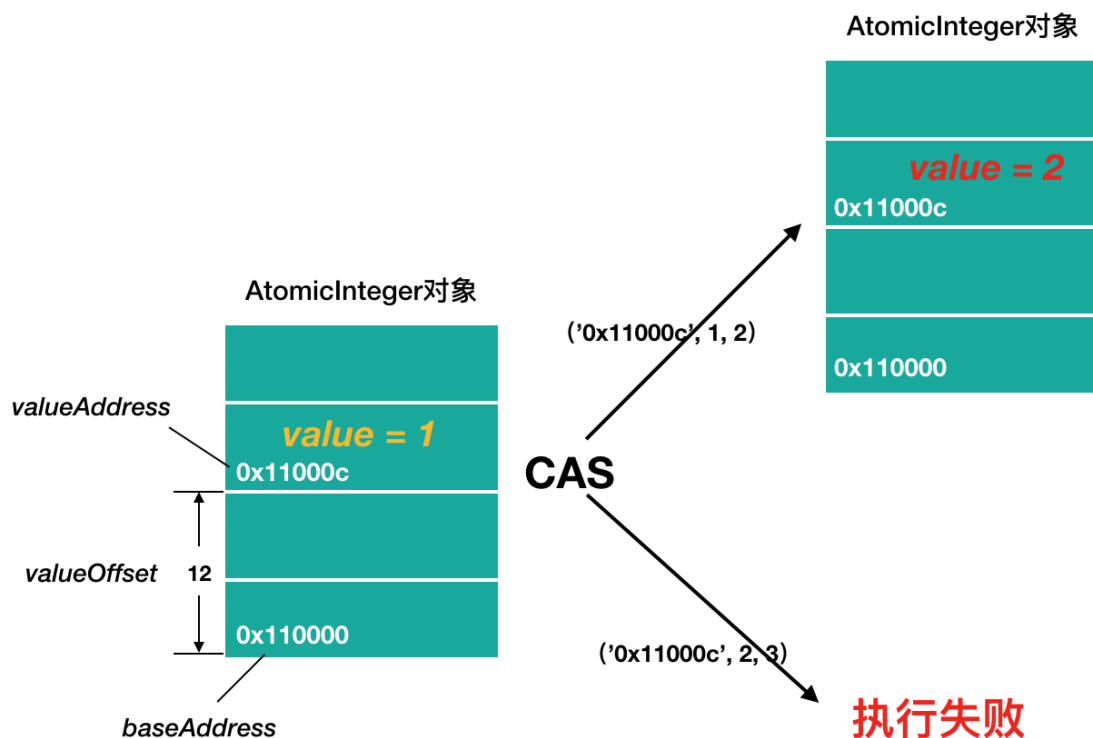 AtomicInteger对象
value = 2
0x11000c
0x110000
AtomicInteger对象
valueAddress
value = 1
0x11000c
valueOffset
12
0x110000
baseAddress
CAS
（’0x11000c’, 1, 2）
（’0x11000c’, 2, 3）
执行失败